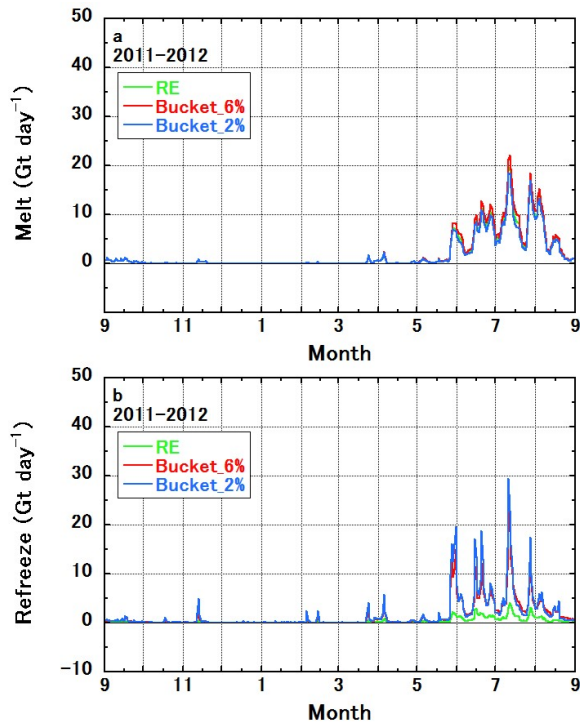 a
2011-2012
RE
Bucket_6%
Bucket_2%
Melt (Gt day⁻¹)
50
40
30
20
10
0
-10
9 11 1 3 5 7 9
Month
b
2011-2012
RE
Bucket_6%
Bucket_2%
Refreeze (Gt day⁻¹)
50
40
30
20
10
0
-10
9 11 1 3 5 7 9
Month